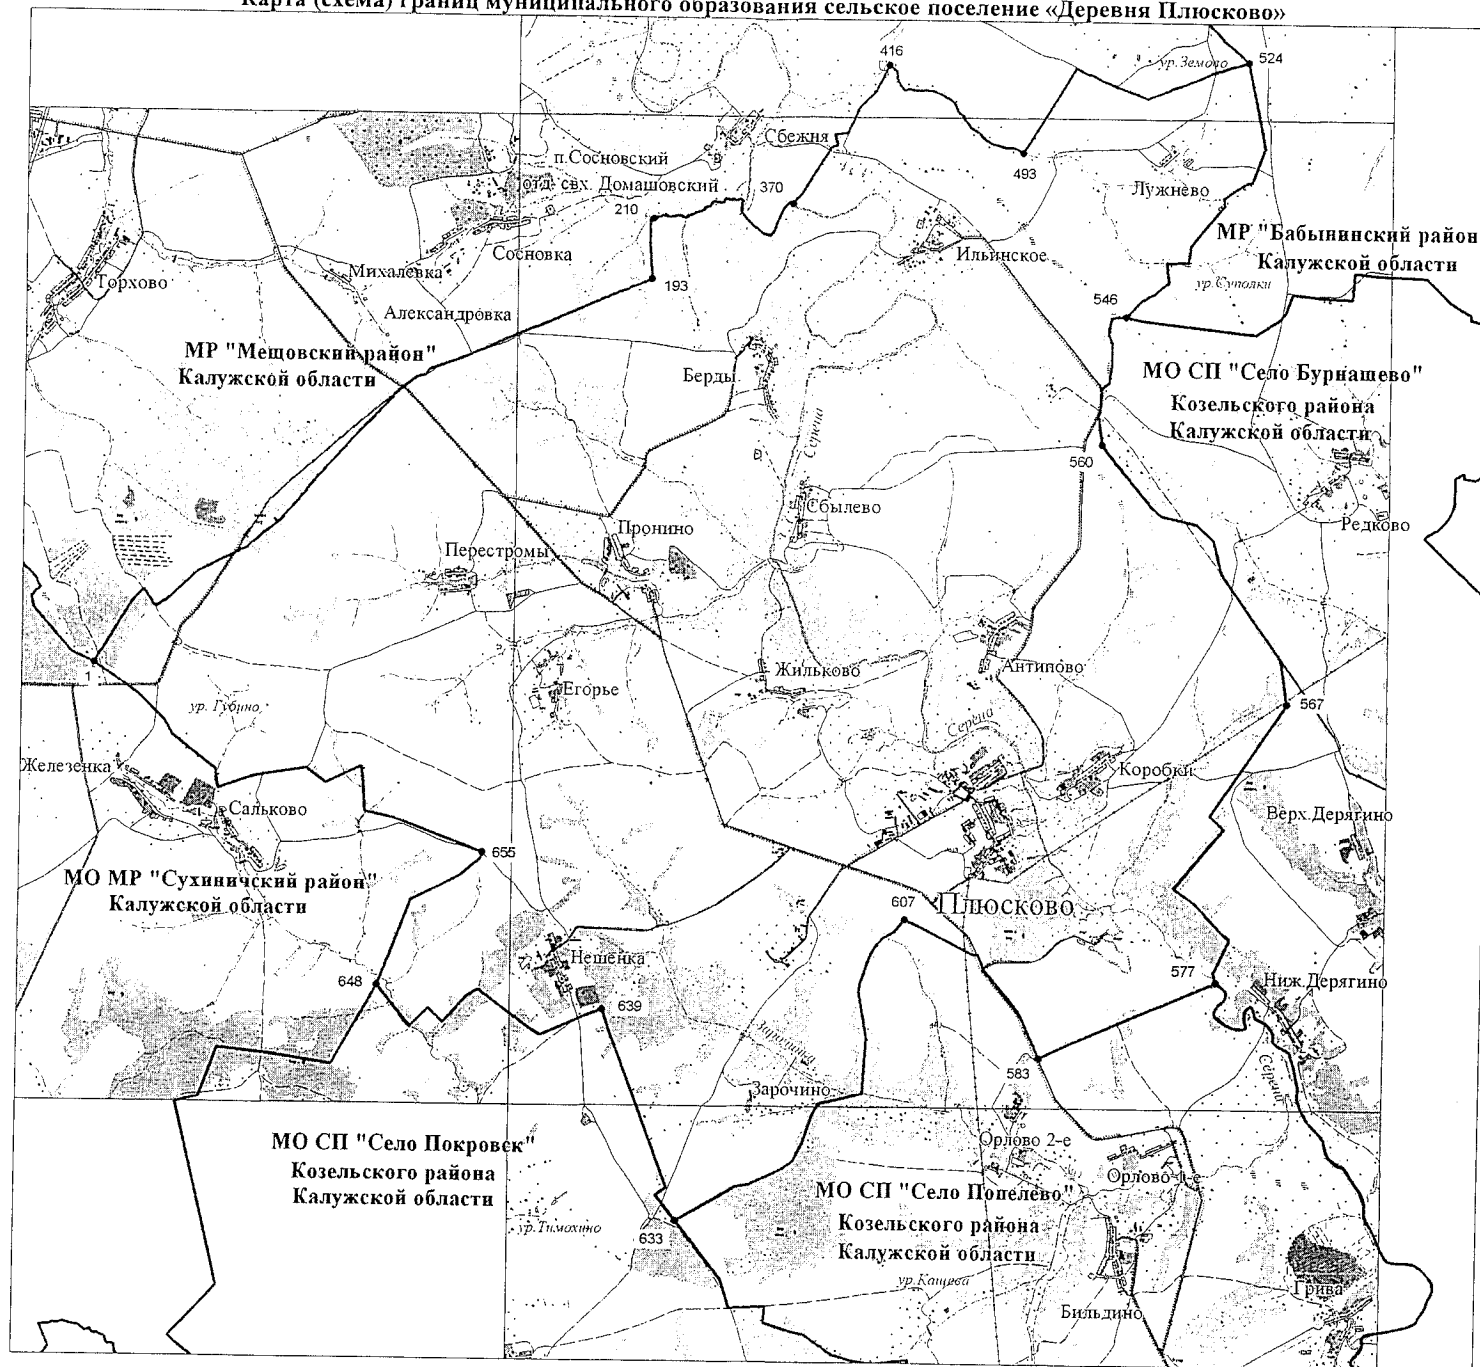 Карта (схема) границ муниципального образования сельское поселение «Деревня Плюсково»
416
ур.Земово
524
Сбежня
п.Сосновский
отд. свх. Домашовский
370
493
Лужнево
210
МР "Бабынинский район
Калужской области
Сосновка
Ильинское
Михалевка
Торхово
193
ур.Суполки
Александровка
546
МР "Мещовский район"
Калужской области
Берды
МО СП "Село Бурнашево"
Козельского района
Калужской области
Серена
560
Сбылево
Редково
Пронино
Перестромы
1
Жильково
Антипово
Егорье
567
ур. Губино
Серена
Железенка
Коробки
Сальково
Верх.Дерягино
655
МО МР "Сухиничский район"
Калужской области
607
Плюсково
Нешенка
577
648
Ниж.Дерягино
639
Зарочинка
583
Серена
Зарочино
МО СП "Село Покровск"
Козельского района
Калужской области
Орлово 2-е
Орлово 1-е
МО СП "Село Попелево"
Козельского района
Калужской области
ур.Тимохино
633
ур.Кащева
Грива
Бильдино